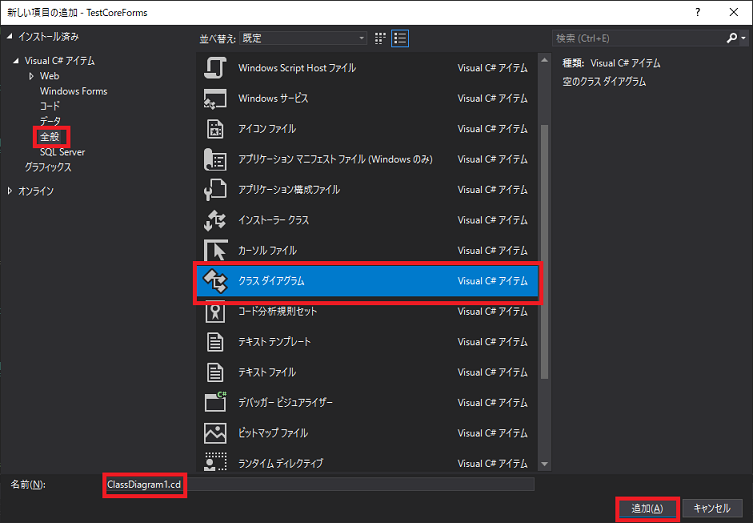 新しい項目の追加 - TestCoreForms
? ×
インストール済み
Visual C# アイテム
Web
Windows Forms
コード
データ
全般
SQL Server
グラフィックス
オンライン
並べ替え: 既定
Windows Script Host ファイル Visual C# アイテム
Windows サービス Visual C# アイテム
アイコン ファイル Visual C# アイテム
アプリケーション マニフェスト ファイル (Windows のみ) Visual C# アイテム
アプリケーション構成ファイル Visual C# アイテム
インストーラー クラス Visual C# アイテム
カーソル ファイル Visual C# アイテム
クラス ダイアグラム Visual C# アイテム
コード分析規則セット Visual C# アイテム
テキスト テンプレート Visual C# アイテム
テキスト ファイル Visual C# アイテム
C#
デバッガー ビジュアライザー Visual C# アイテム
ビットマップ ファイル Visual C# アイテム
ランタイム ディレクティブ Visual C# アイテム
検索 (Ctrl+E)
種類: Visual C# アイテム
空のクラス ダイアグラム
名前(N): ClassDiagram1.cd
追加(A) キャンセル